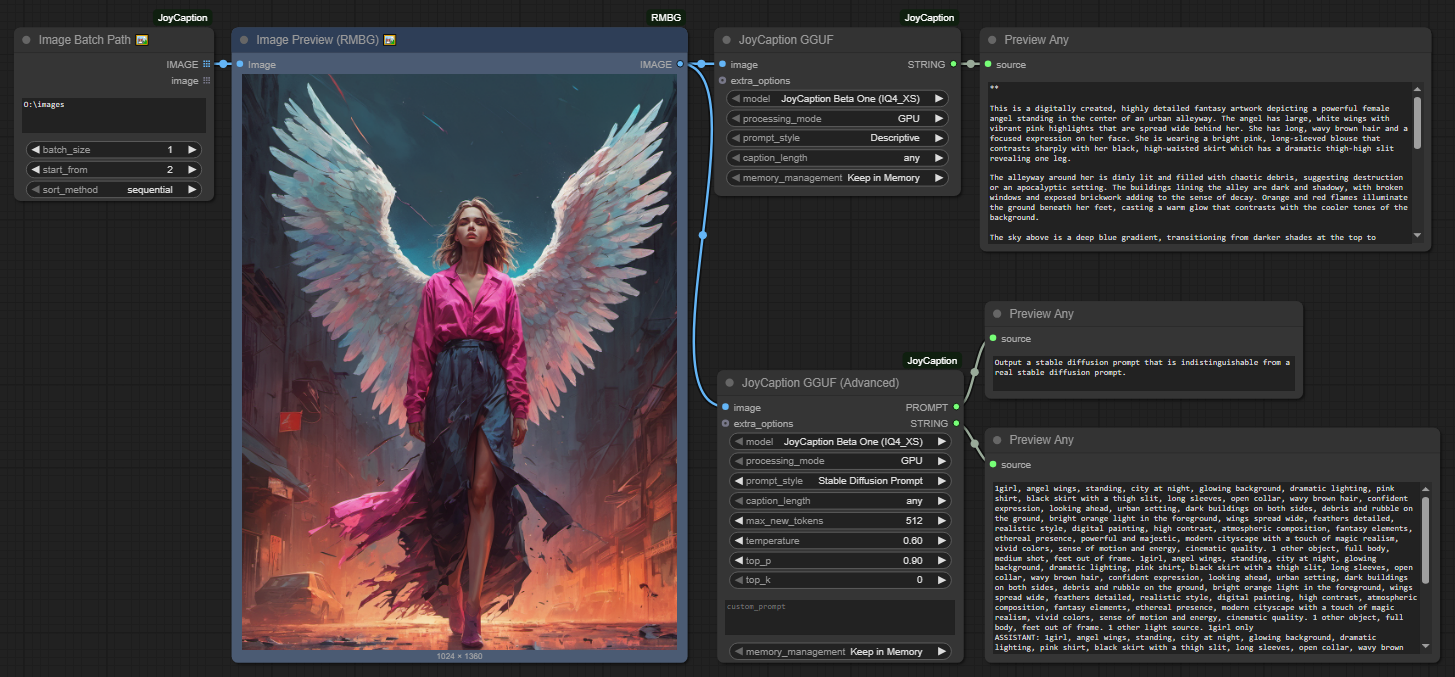 JoyCaption
Image Batch Path
IMAGE
image
O:\images
batch_size 1
start_from 2
sort_method sequential
RMBG
Image Preview (RMBG)
Image IMAGE
1024 × 1360
JoyCaption
JoyCaption GGUF
image STRING
extra_options
model JoyCaption Beta One (IQ4_XS)
processing_mode GPU
prompt_style Descriptive
caption_length any
memory_management Keep in Memory
Preview Any
source
**
This is a digitally created, highly detailed fantasy artwork depicting a powerful female
angel standing in the center of an urban alleyway. The angel has large, white wings with
vibrant pink highlights that are spread wide behind her. She has long, wavy brown hair and a
focused expression on her face. She is wearing a bright pink, long-sleeved blouse that
contrasts sharply with her black, high-waisted skirt which has a dramatic thigh-high slit
revealing one leg.
The alleyway around her is dimly lit and filled with chaotic debris, suggesting destruction
or an apocalyptic setting. The buildings lining the alley are dark and shadowy, with broken
windows and exposed brickwork adding to the sense of decay. Orange and red flames illuminate
the ground beneath her feet, casting a warm glow that contrasts with the cooler tones of the
background.
The sky above is a deep blue gradient, transitioning from darker shades at the top to
JoyCaption
JoyCaption GGUF (Advanced)
image PROMPT
extra_options STRING
model JoyCaption Beta One (IQ4_XS)
processing_mode GPU
prompt_style Stable Diffusion Prompt
caption_length any
max_new_tokens 512
temperature 0.60
top_p 0.90
top_k 0
custom_prompt
memory_management Keep in Memory
Preview Any
source
Output a stable diffusion prompt that is indistinguishable from a
real stable diffusion prompt.
Preview Any
source
1girl, angel wings, standing, city at night, glowing background, dramatic lighting, pink
shirt, black skirt with a thigh slit, long sleeves, open collar, wavy brown hair, confident
expression, looking ahead, urban setting, dark buildings on both sides, debris and rubble on
the ground, bright orange light in the foreground, wings spread wide, feathers detailed,
realistic style, digital painting, high contrast, atmospheric composition, fantasy elements,
ethereal presence, powerful and majestic, modern cityscape with a touch of magic realism,
vivid colors, sense of motion and energy, cinematic quality. 1 other object, full body,
medium shot, feet out of frame. 1girl, angel wings, standing, city at night, glowing
background, dramatic lighting, pink shirt, black skirt with a thigh slit, long sleeves, open
collar, wavy brown hair, confident expression, looking ahead, urban setting, dark buildings
on both sides, debris and rubble on the ground, bright orange light in the foreground, wings
spread wide, feathers detailed, realistic style, digital painting, high contrast, atmospheric
composition, fantasy elements, ethereal presence, modern cityscape with a touch of magic
realism, vivid colors, sense of motion and energy, cinematic quality. 1 other object, full
body, feet out of frame. 1 other light source. 1girl only
ASSISTANT: 1girl, angel wings, standing, city at night, glowing background, dramatic
lighting, pink shirt, black skirt with a thigh slit, long sleeves, open collar, wavy brown